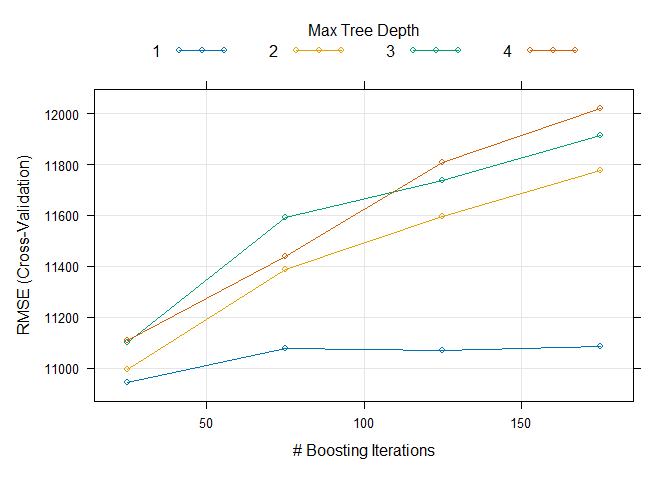 Max Tree Depth
1 2 3 4
12000
11800
11600
11400
11200
11000
RMSE (Cross-Validation)
50 100 150
# Boosting Iterations